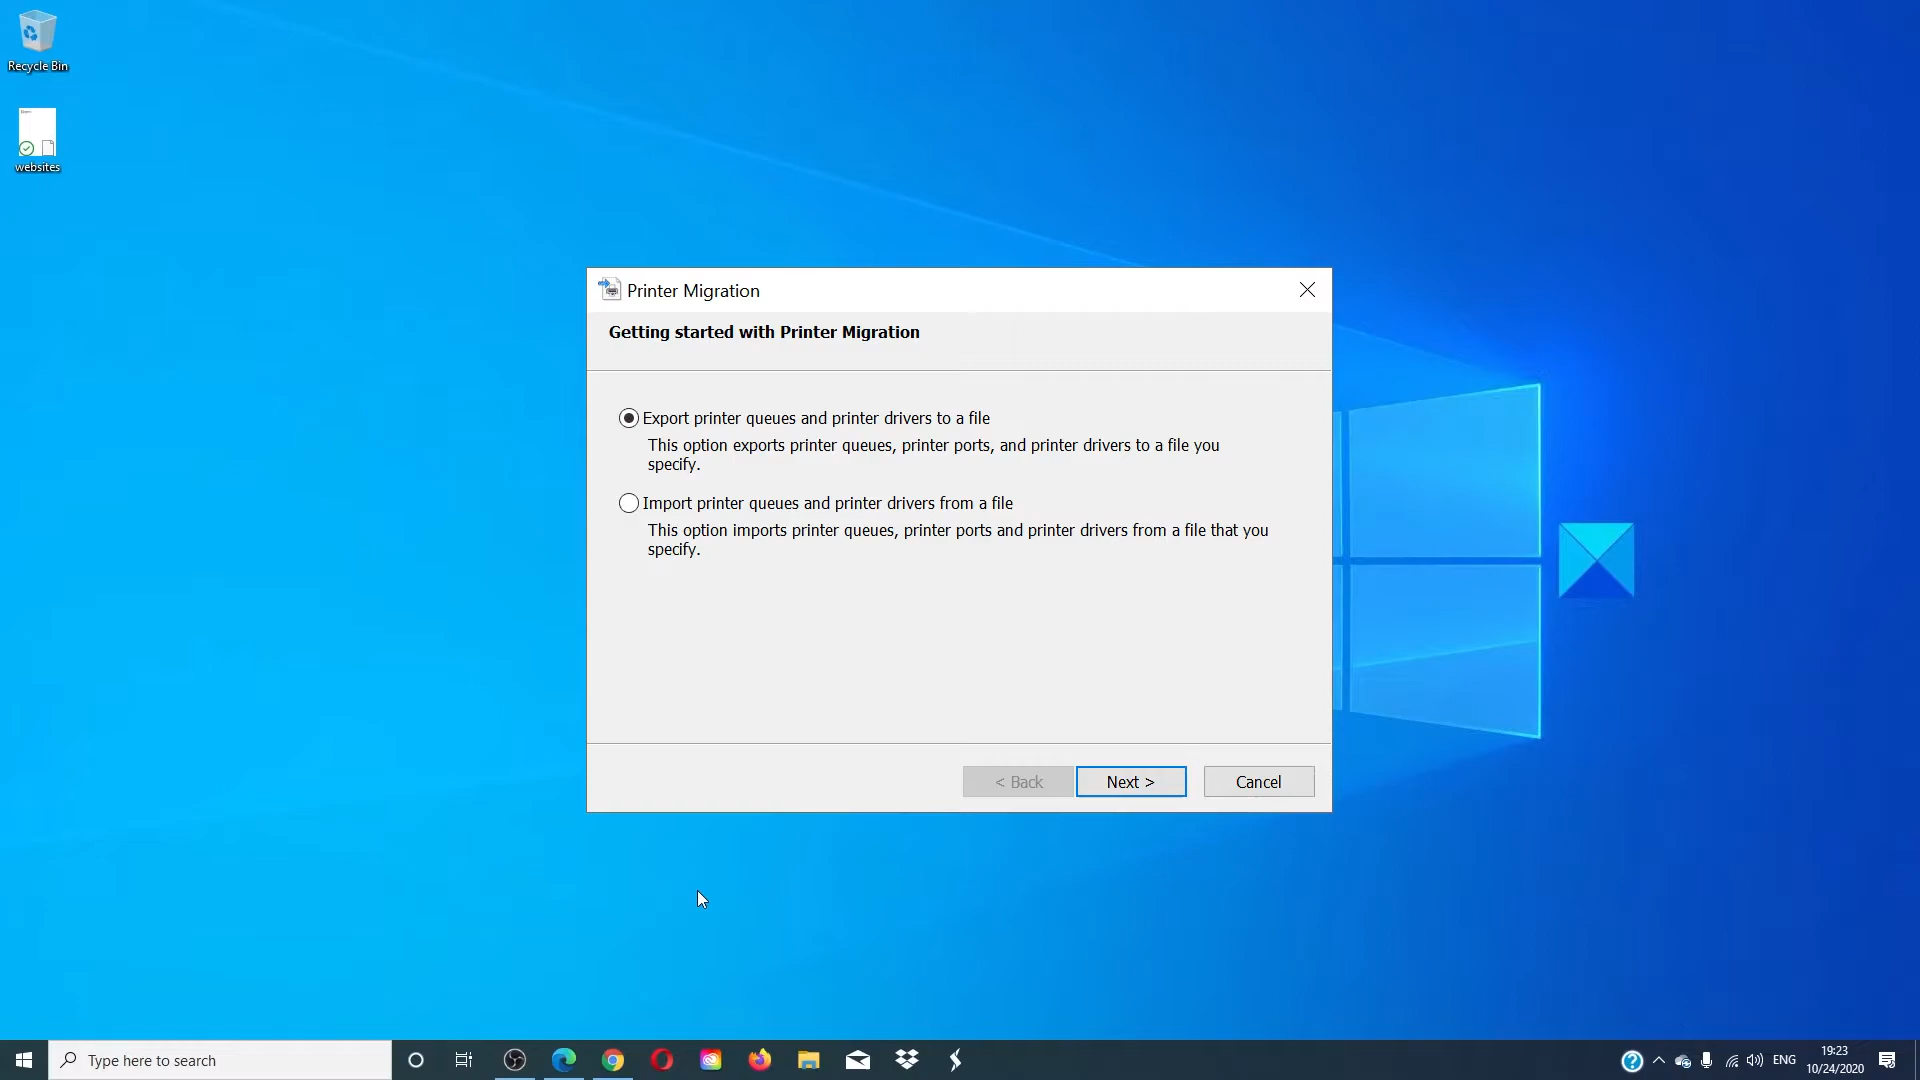 Recycle Bin
websites
Printer Migration
Getting started with Printer Migration
Export printer queues and printer drivers to a file
This option exports printer queues, printer ports, and printer drivers to a file you
specify.
Import printer queues and printer drivers from a file
This option imports printer queues, printer ports and printer drivers from a file that you
specify.
< Back
Next >
Cancel
Type here to search
ENG
19:23
10/24/2020